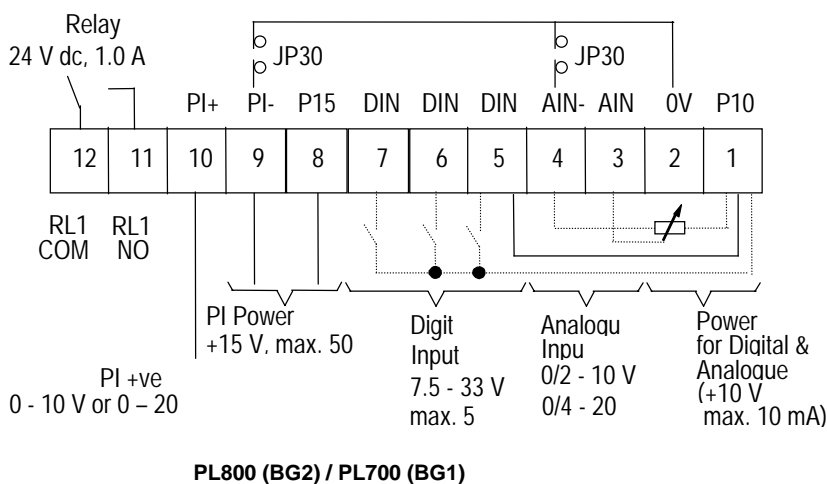 Relay
24 V dc, 1.0 A
JP30 JP30
PI+ PI- P15 DIN DIN DIN AIN- AIN 0V P10
12 11 10 9 8 7 6 5 4 3 2 1
RL1 COM
RL1 NO
PI Power
+15 V, max. 50
PI +ve
0 - 10 V or 0 – 20
Digit
Input
7.5 - 33 V
max. 5
Analogu
Inpu
0/2 - 10 V
0/4 - 20
Power
for Digital &
Analogue
(+10 V
max. 10 mA)
PL800 (BG2) / PL700 (BG1)